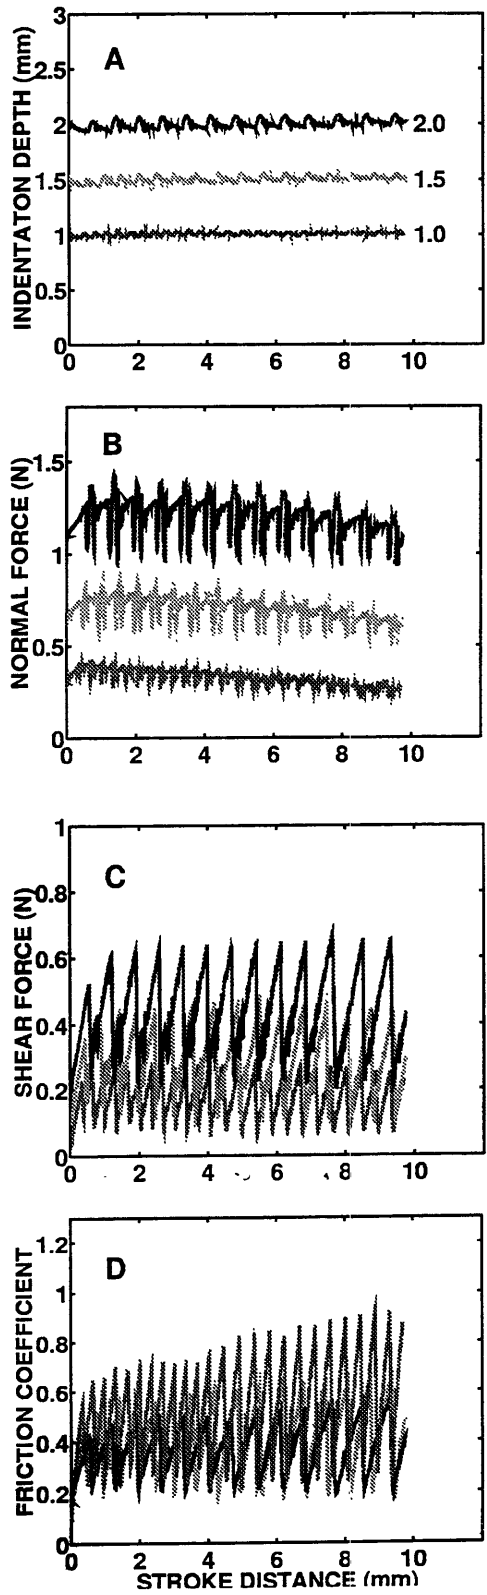 A
INDENTATON DEPTH (mm)
3
2.5
2
1.5
1
0.5
0
2.0
1.5
1.0
0 2 4 6 8 10
B
NORMAL FORCE (N)
1.5
1
0.5
0
0 2 4 6 8 10
C
SHEAR FORCE (N)
1
0.8
0.6
0.4
0.2
0
0 2 4 6 8 10
D
FRICTION COEFFICIENT
1.2
1
0.8
0.6
0.4
0.2
0
0 2 4 6 8 10
STROKE DISTANCE (mm)